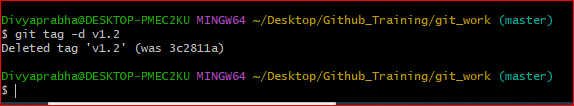 Divyaprabha@DESKTOP-PMEC2KU MINGW64 ~/Desktop/Github_Training/git_work (master)
$ git tag -d v1.2
Deleted tag 'v1.2' (was 3c2811a)
Divyaprabha@DESKTOP-PMEC2KU MINGW64 ~/Desktop/Github_Training/git_work (master)
$